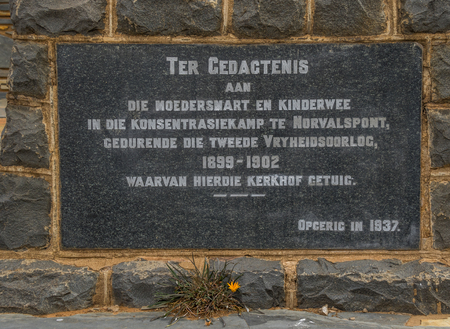 TER GEDACTENIS
AAN
DIE MOEDERSMART EN KINDERWEE
IN DIE KONSENTRASIEKAMP TE NORVALSPONT,
GEDURENDE DIE TWEEDE VRYHEIDSOORLOG,
1899-1902
WAARVAN HIERDIE KERKHOF GETUIG.
OPGERIG IN 1937.